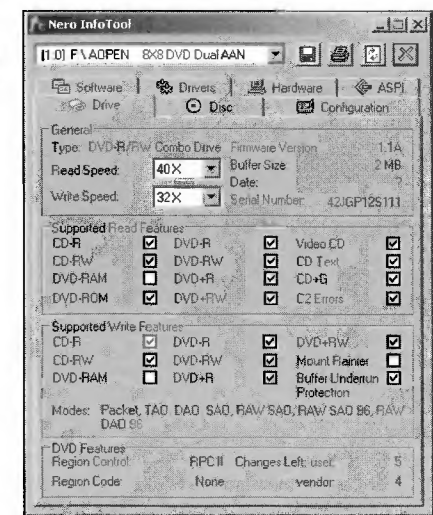 Nero InfoTool
[1:0] F:\ AOPEN 8X8 DVD Dual AAN
Software Drivers Hardware ASPI
Drive Disc Configuration
General
Type: DVD-R/RW Combo Drive Firmware Version 1.1A
Read Speed: 40X Buffer Size 2 MB
Date: ?
Write Speed: 32X Serial Number: 42JGP12S111
Supported Read Features
CD-R DVD-R Video CD
CD-RW DVD-RW CD Text
DVD-RAM DVD+R CD+G
DVD-ROM DVD+RW C2 Errors
Supported Write Features
CD-R DVD-R DVD+RW
CD-RW DVD-RW Mount Rainier
DVD-RAM DVD+R Buffer Underrun
Protection
Modes: Packet, TAO, DAO, SAO, RAW SAO, RAW SAO 96, RAW
DAO 96
DVD Features
Region Control: RPC II Changes Left: user: 5
Region Code: None vendor: 4